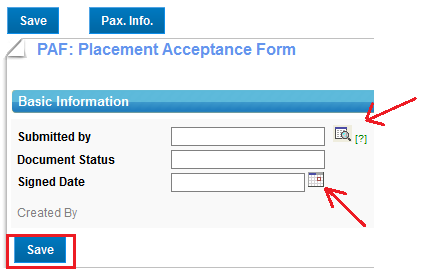 Save Pax. Info.
PAF: Placement Acceptance Form
Basic Information
Submitted by [?]
Document Status
Signed Date
Created By
Save